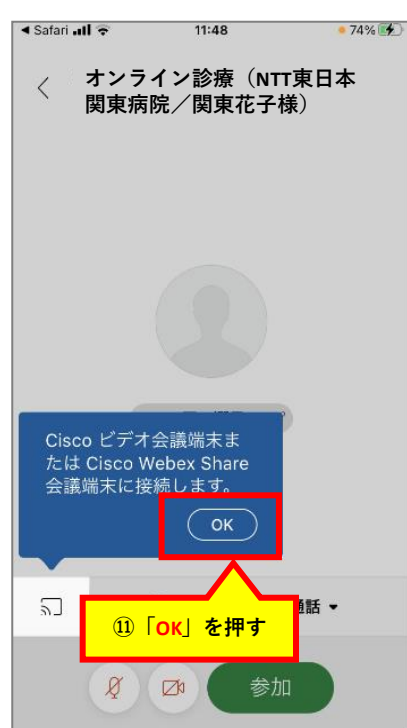 ◀ Safari 11:48 74%
オンライン診療（NTT東日本
関東病院／関東花子様）
Cisco ビデオ会議端末ま
たは Cisco Webex Share
会議端末に接続します。
OK
⑪「OK」を押す
話
参加